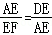 AE/EF = DE/AE